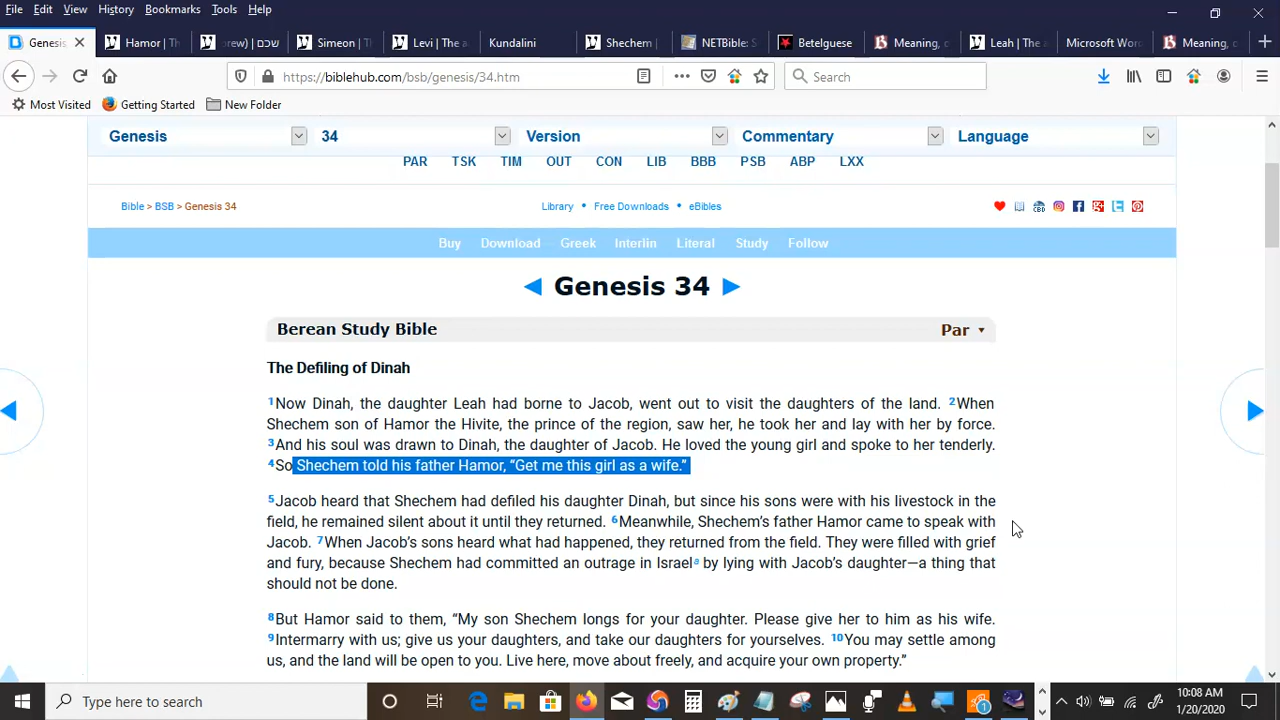 File Edit View History Bookmarks Tools Help
Genesis Hamor | Th (brew) | שכם Simeon | T Levi | The a Kundalini Shechem | NETBible: S Betelguese Meaning, o Leah | The a Microsoft Wor Meaning, o
https://biblehub.com/bsb/genesis/34.htm Search
Most Visited Getting Started New Folder
Genesis 34 Version Commentary Language
PAR TSK TIM OUT CON LIB BBB PSB ABP LXX
Bible > BSB > Genesis 34 Library • Free Downloads • eBibles
Buy Download Greek Interlin Literal Study Follow
◄ Genesis 34 ►
Berean Study Bible Par ▼
The Defiling of Dinah
1Now Dinah, the daughter Leah had borne to Jacob, went out to visit the daughters of the land. 2When
Shechem son of Hamor the Hivite, the prince of the region, saw her, he took her and lay with her by force.
3And his soul was drawn to Dinah, the daughter of Jacob. He loved the young girl and spoke to her tenderly.
4So Shechem told his father Hamor, “Get me this girl as a wife.”
5Jacob heard that Shechem had defiled his daughter Dinah, but since his sons were with his livestock in the
field, he remained silent about it until they returned. 6Meanwhile, Shechem’s father Hamor came to speak with
Jacob. 7When Jacob’s sons heard what had happened, they returned from the field. They were filled with grief
and fury, because Shechem had committed an outrage in Israela by lying with Jacob’s daughter—a thing that
should not be done.
8But Hamor said to them, “My son Shechem longs for your daughter. Please give her to him as his wife.
9Intermarry with us; give us your daughters, and take our daughters for yourselves. 10You may settle among
us, and the land will be open to you. Live here, move about freely, and acquire your own property.”
Type here to search
10:08 AM
1/20/2020